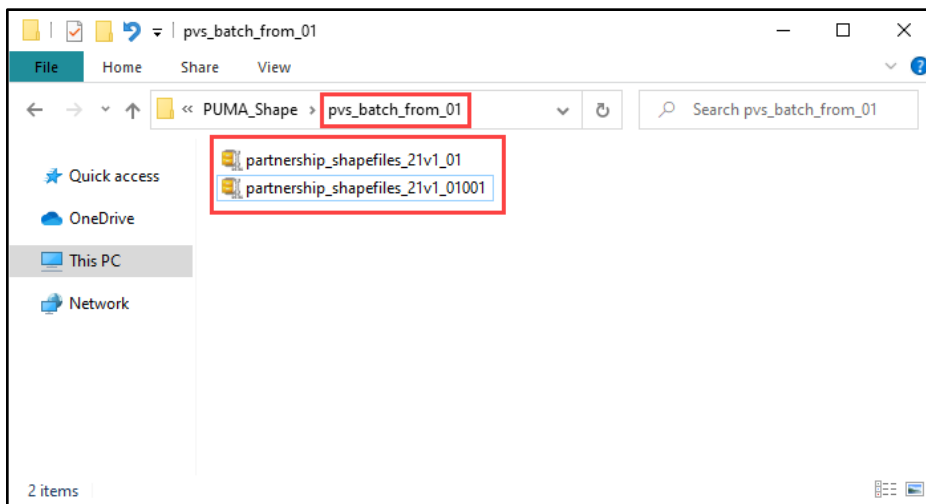 pvs_batch_from_01
File Home Share View
PUMA_Shape pvs_batch_from_01 Search pvs_batch_from_01
partnership_shapefiles_21v1_01
partnership_shapefiles_21v1_01001
Quick access
OneDrive
This PC
Network
2 items